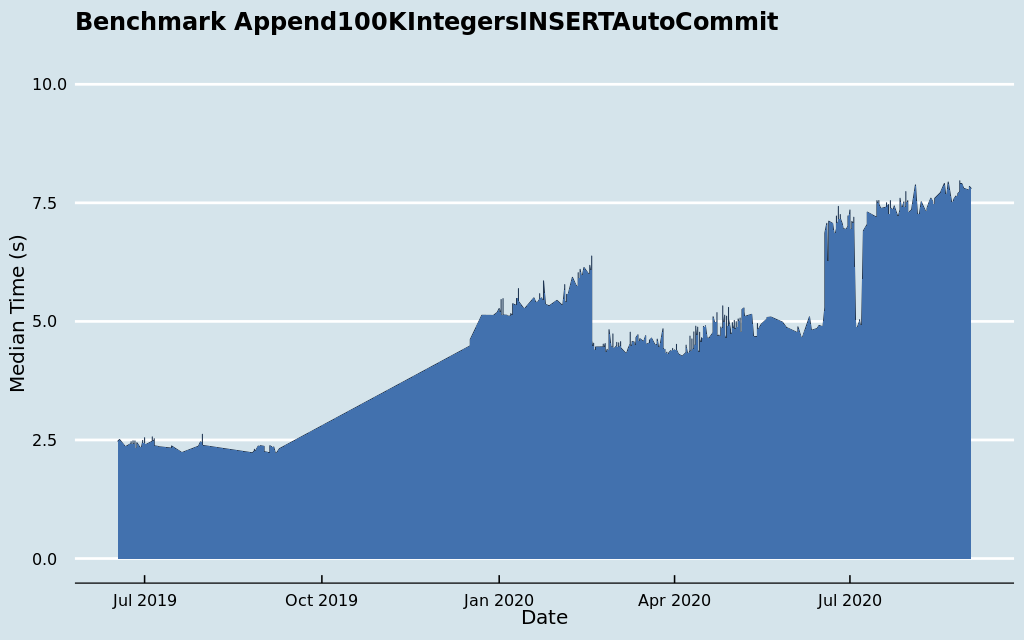 Benchmark Append100KIntegersINSERTAutoCommit
Median Time (s)
10.0
7.5
5.0
2.5
0.0
Jul 2019 Oct 2019 Jan 2020 Apr 2020 Jul 2020
Date